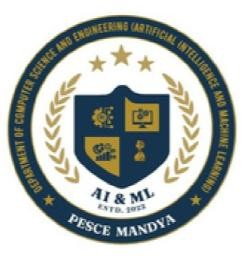 DEPARTMENT OF COMPUTER SCIENCE AND ENGINEERING (ARTIFICIAL INTELLIGENCE AND MACHINE LEARNING)
AI & ML
ESTD. 2022
PESCE MANDYA